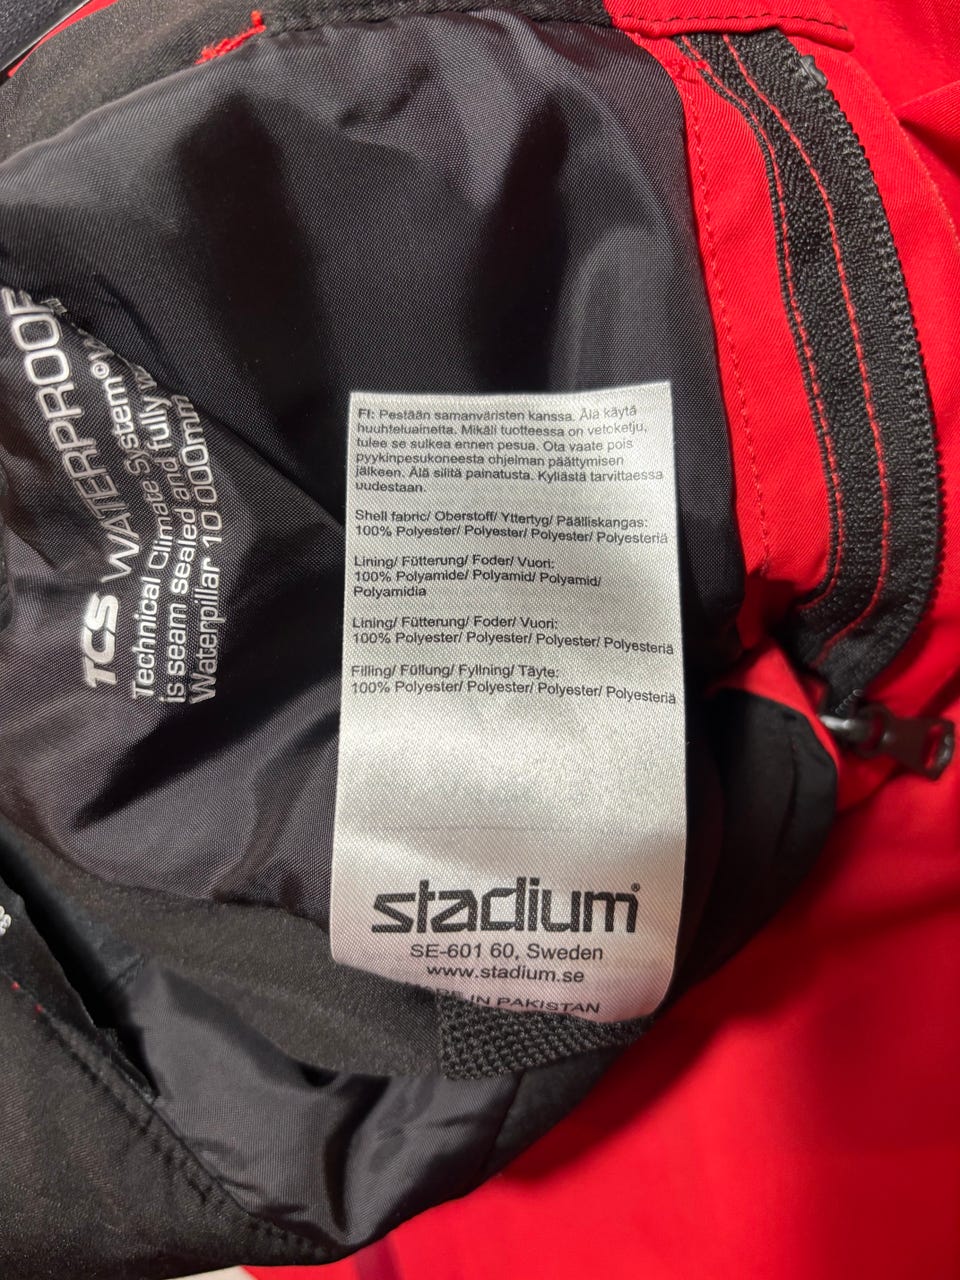 TCS WATERPROOF
Technical Climate System©
is seam sealed and fully
Waterpillar 10 000mm
FI: Pestään samanväristen kanssa. Älä käytä
huuhteluainetta. Mikäli tuotteessa on vetoketju,
tulee se sulkea ennen pesua. Ota vaate pois
pyykinpesukoneesta ohjelman päättymisen
jälkeen. Älä silitä painatusta. Kyllästä tarvittaessa
uudestaan.
Shell fabric/ Oberstoff/ Yttertyg/ Päälliskangas:
100% Polyester/ Polyester/ Polyester/ Polyesteriä
Lining/ Fütterung/ Foder/ Vuori:
100% Polyamide/ Polyamid/ Polyamid/
Polyamidia
Lining/ Fütterung/ Foder/ Vuori:
100% Polyester/ Polyester/ Polyester/ Polyesteriä
Filling/ Füllung/ Fyllning/ Täyte:
100% Polyester/ Polyester/ Polyester/ Polyesteriä
stadium®
SE-601 60, Sweden
www.stadium.se
MADE IN PAKISTAN